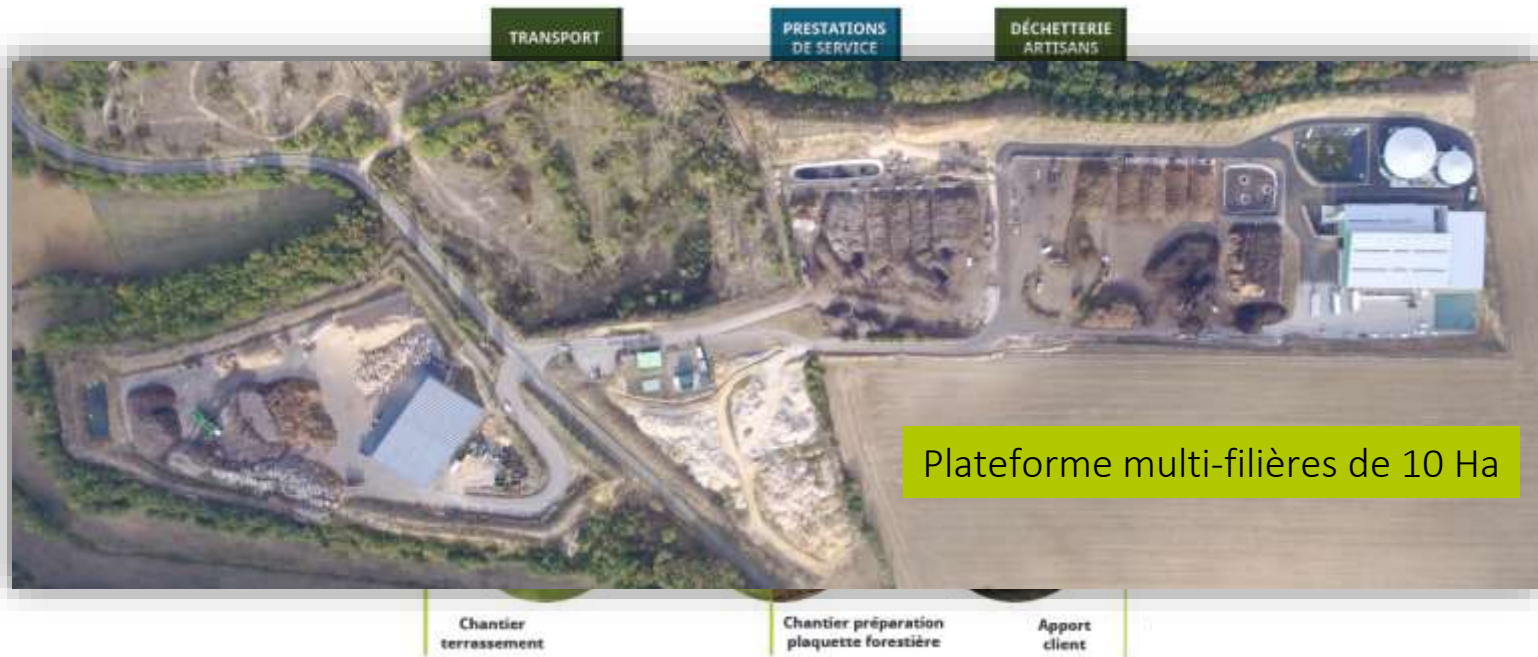 TRANSPORT
PRESTATIONS
DE SERVICE
DÉCHETTERIE
ARTISANS
Plateforme multi-filières de 10 Ha
Chantier
terrassement
Chantier préparation
plaquette forestière
Apport
client